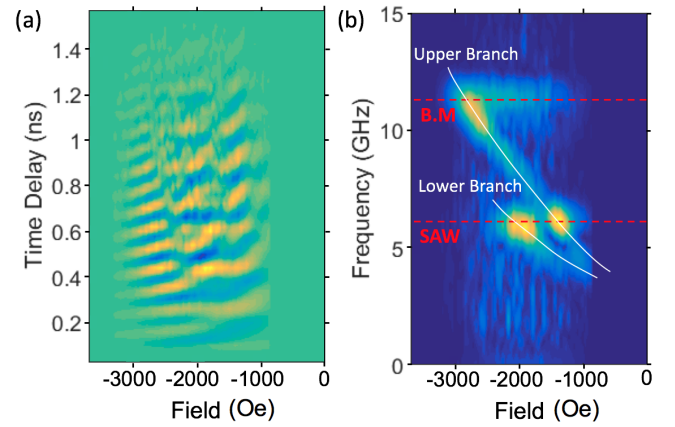 (a)
1.4
1.2
1
0.8
0.6
0.4
0.2
Time Delay (ns)
-3000 -2000 -1000 0
Field (Oe)
(b)
15
10
5
0
Frequency (GHz)
Upper Branch
B.M
Lower Branch
SAW
-3000 -2000 -1000 0
Field (Oe)